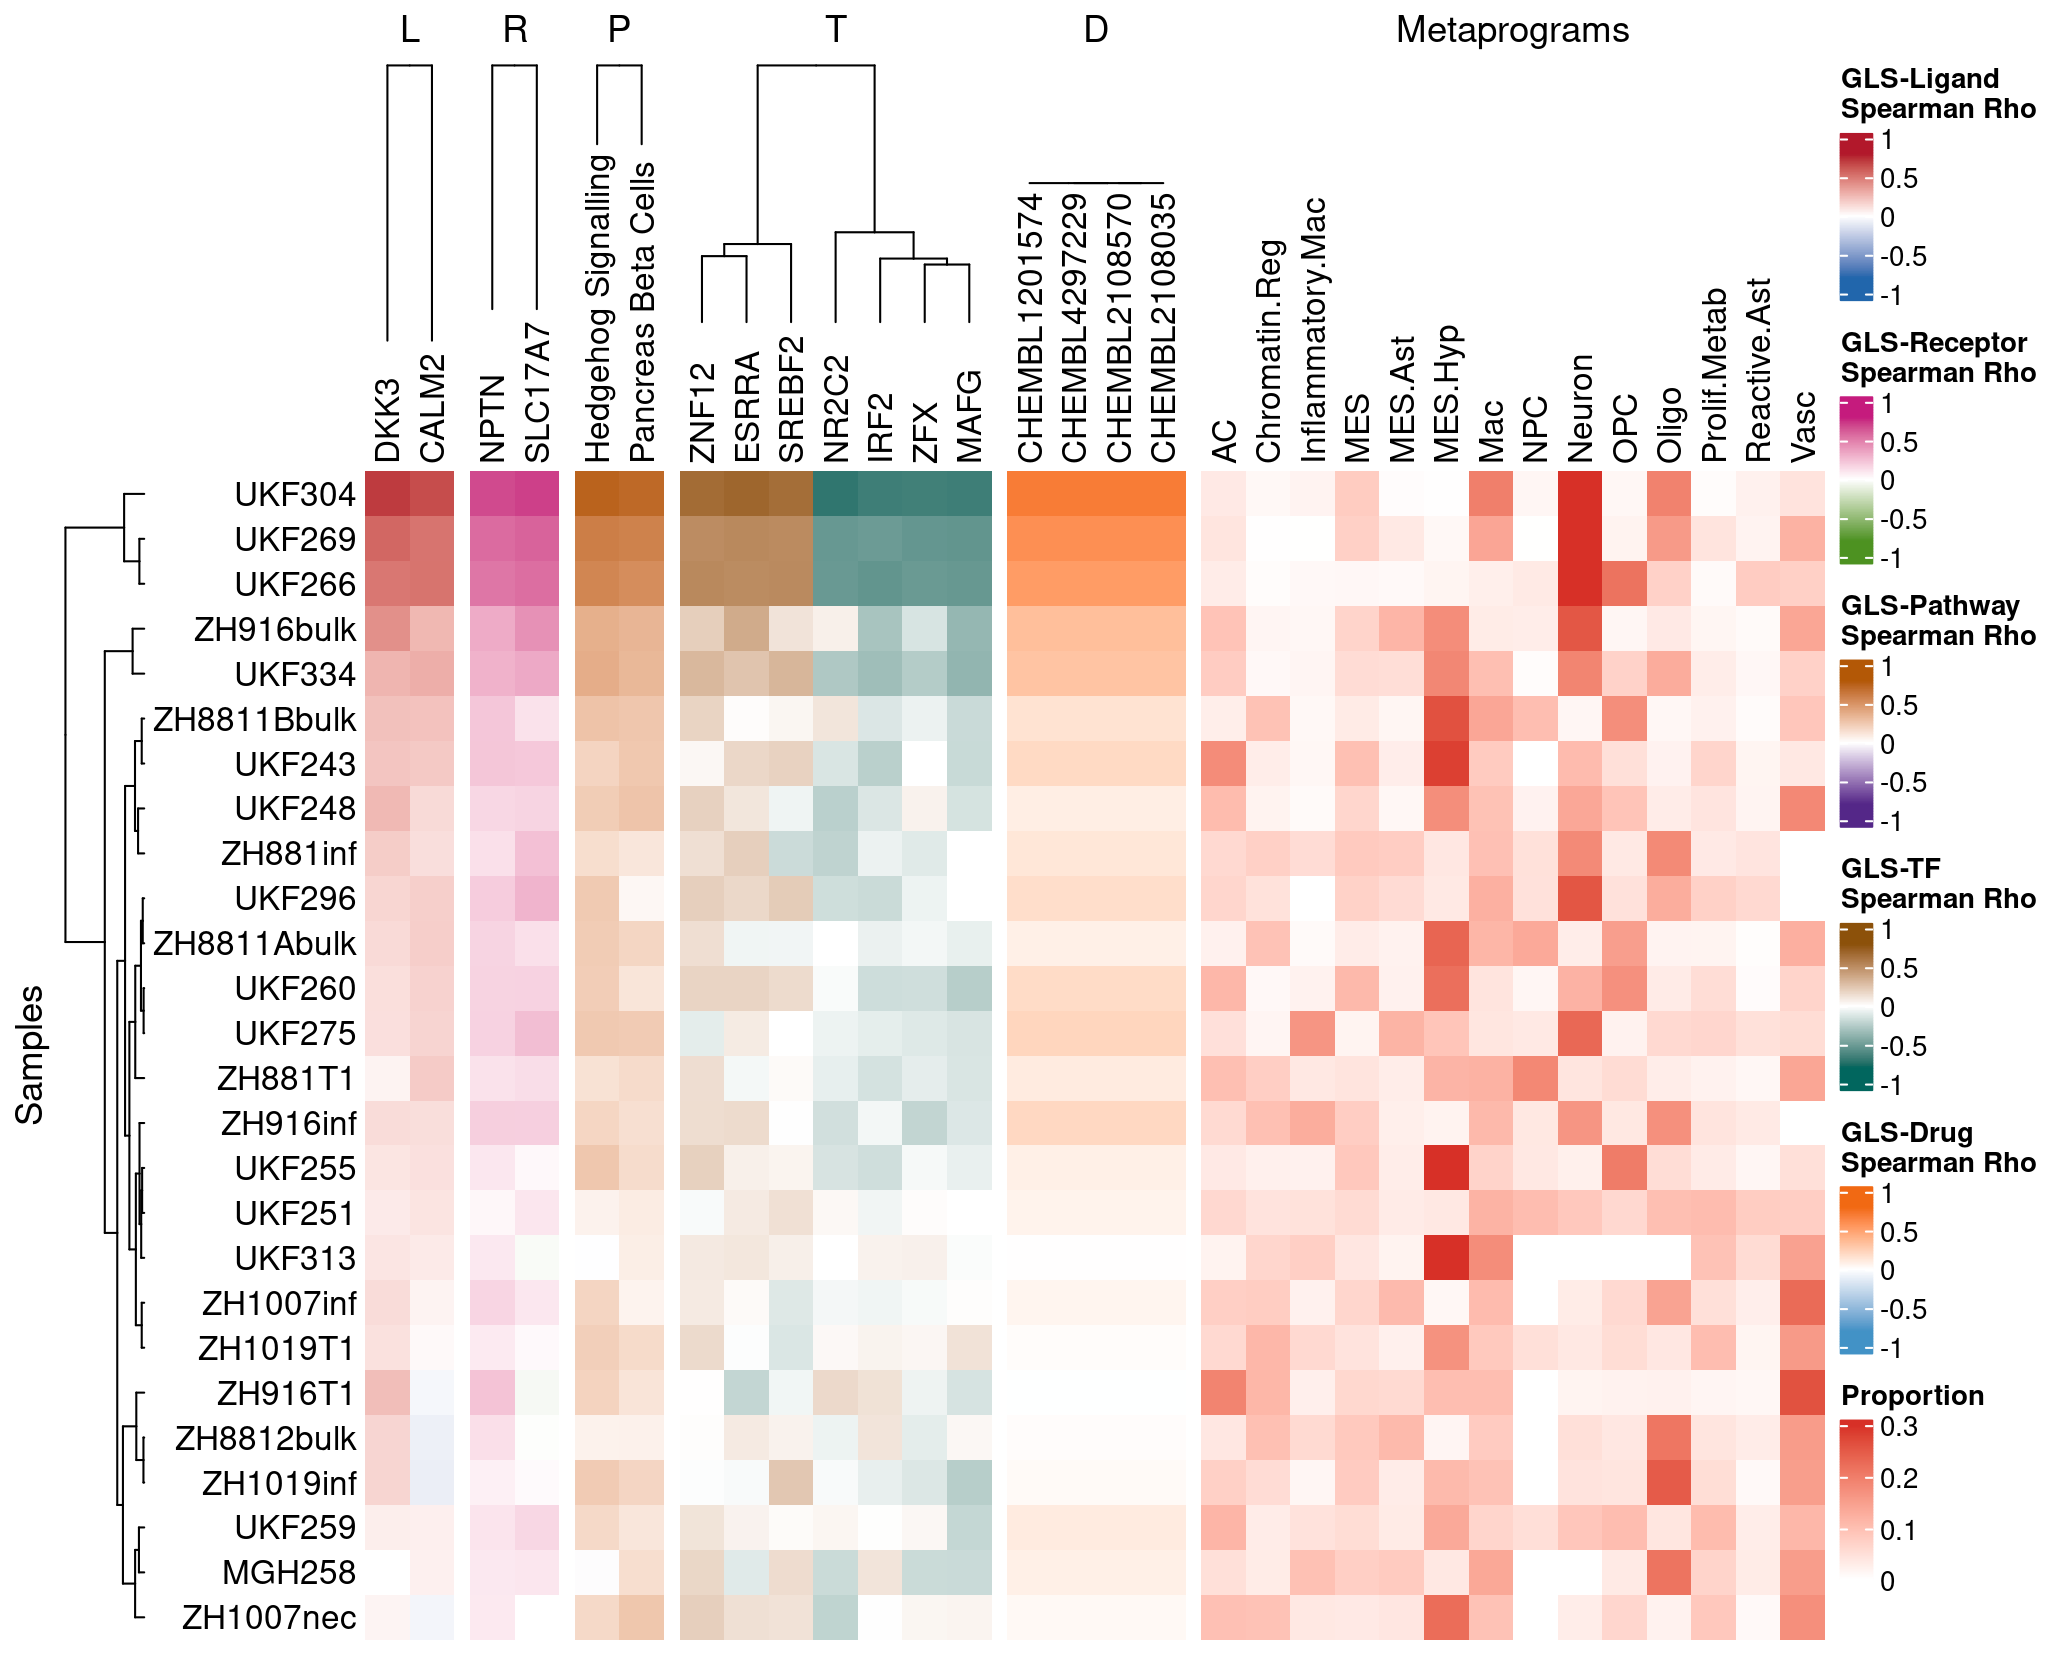 L R P T D Metaprograms
DKK3
CALM2
NPTN
SLC17A7
Hedgehog Signalling
Pancreas Beta Cells
ZNF12
ESRRA
SREBF2
NR2C2
IRF2
ZFX
MAFG
CHEMBL1201574
CHEMBL4297229
CHEMBL2108570
CHEMBL2108035
AC
Chromatin.Reg
Inflammatory.Mac
MES
MES.Ast
MES.Hyp
Mac
NPC
Neuron
OPC
Oligo
Prolif.Metab
Reactive.Ast
Vasc
Samples
UKF304
UKF269
UKF266
ZH916bulk
UKF334
ZH8811Bbulk
UKF243
UKF248
ZH881inf
UKF296
ZH8811Abulk
UKF260
UKF275
ZH881T1
ZH916inf
UKF255
UKF251
UKF313
ZH1007inf
ZH1019T1
ZH916T1
ZH8812bulk
ZH1019inf
UKF259
MGH258
ZH1007nec
GLS-Ligand
Spearman Rho
1
0.5
0
-0.5
-1
GLS-Receptor
Spearman Rho
1
0.5
0
-0.5
-1
GLS-Pathway
Spearman Rho
1
0.5
0
-0.5
-1
GLS-TF
Spearman Rho
1
0.5
0
-0.5
-1
GLS-Drug
Spearman Rho
1
0.5
0
-0.5
-1
Proportion
0.3
0.2
0.1
0